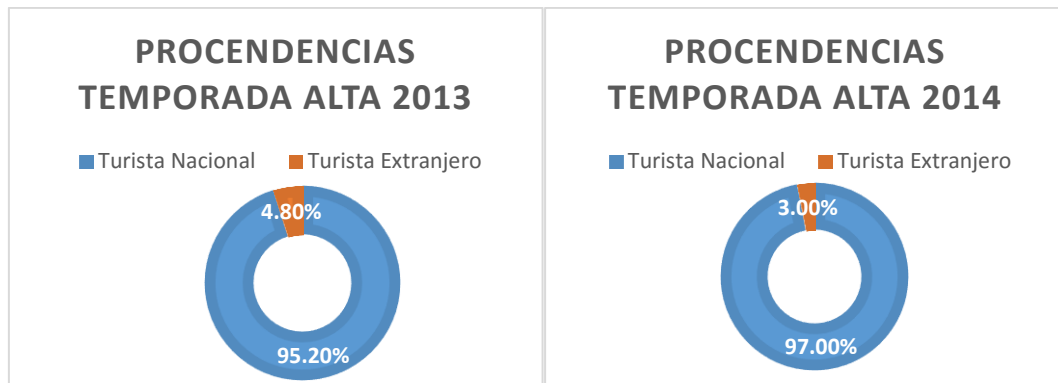 PROCENDENCIAS
TEMPORADA ALTA 2013
Turista Nacional Turista Extranjero
4.80%
95.20%
PROCENDENCIAS
TEMPORADA ALTA 2014
Turista Nacional Turista Extranjero
3.00%
97.00%